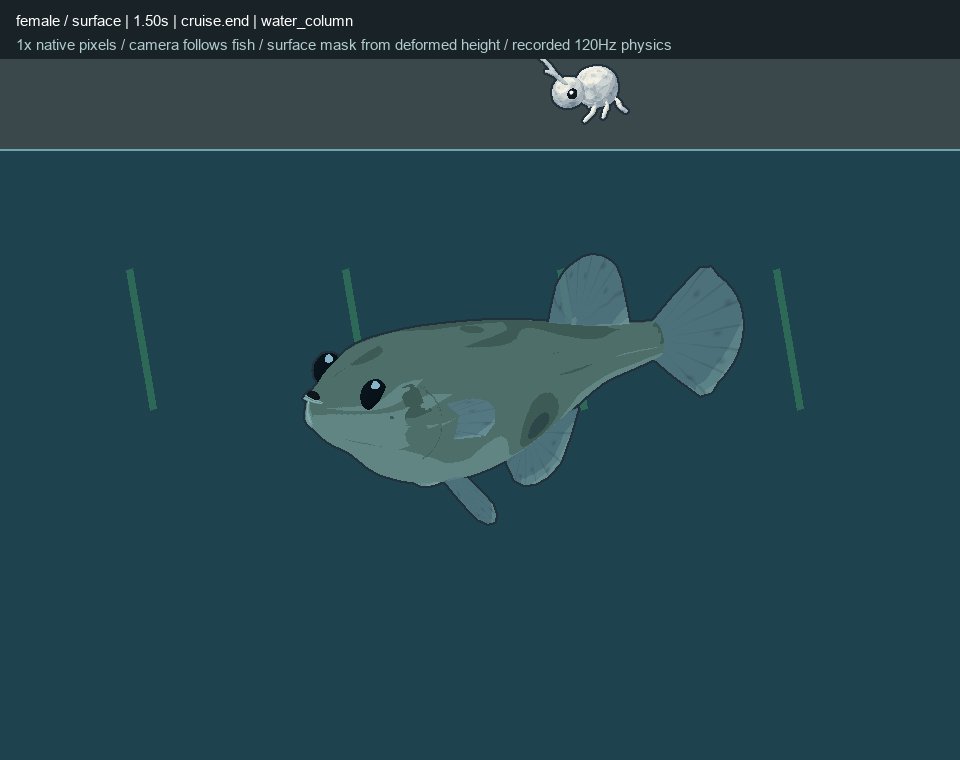 female / surface | 1.50s | cruise.end | water_column
1x native pixels / camera follows fish / surface mask from deformed height / recorded 120Hz physics